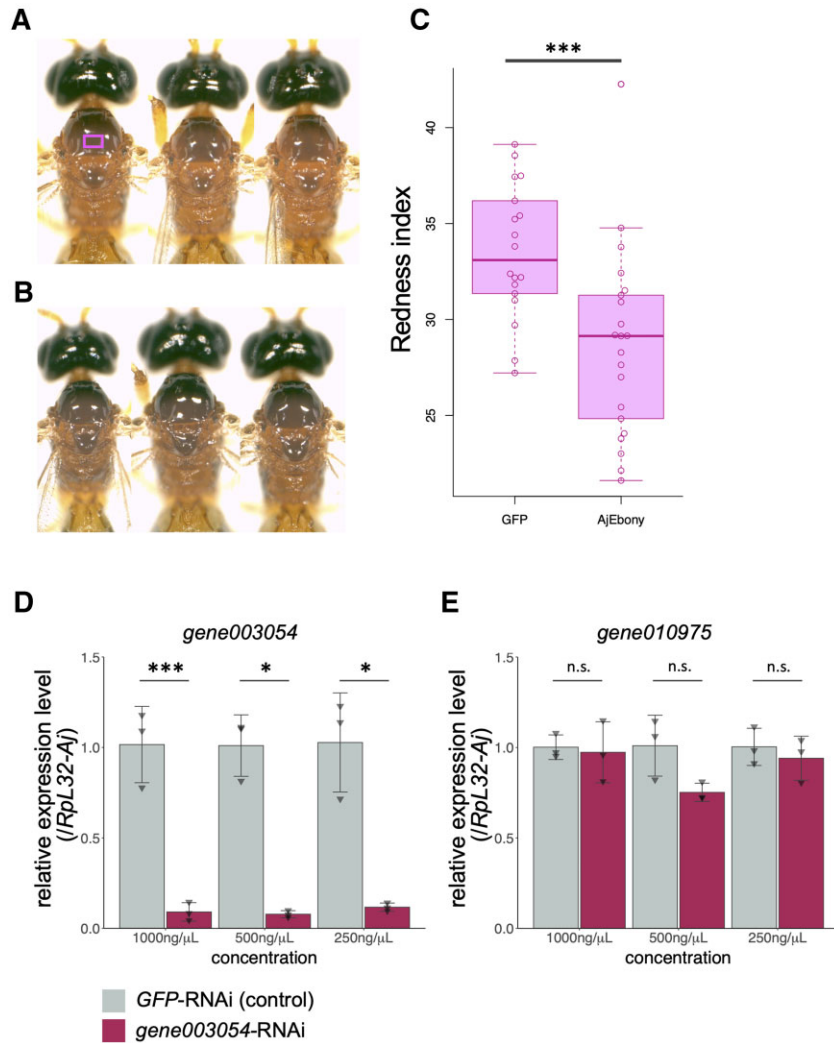 A
B
C
***
Redness index
40
35
30
25
GFP
AjEbony
D
gene003054
relative expression level
(/RpL32-Aj)
1.5
1.0
0.5
0.0
***
*
*
1000ng/μL
500ng/μL
250ng/μL
concentration
E
gene010975
relative expression level
(/RpL32-Aj)
1.5
1.0
0.5
0.0
n.s.
n.s.
n.s.
1000ng/μL
500ng/μL
250ng/μL
concentration
GFP-RNAi (control)
gene003054-RNAi